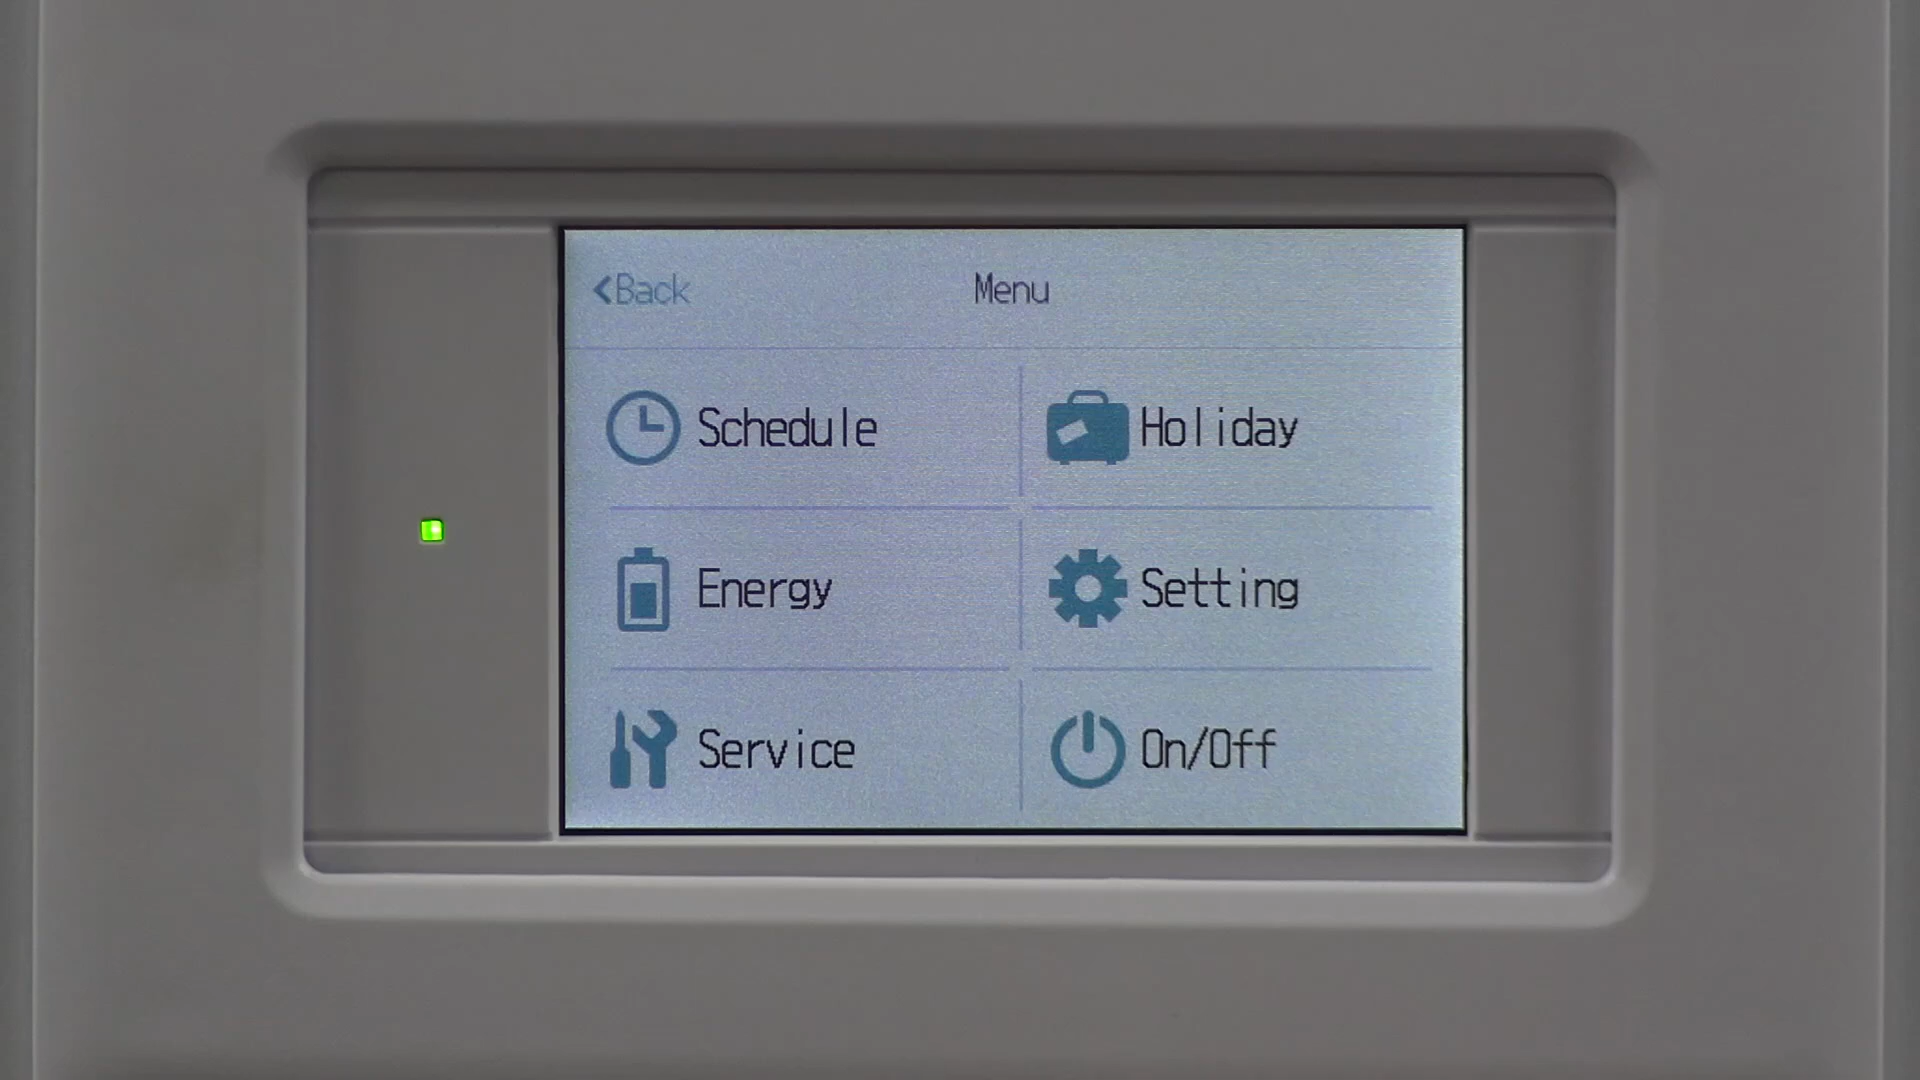 <Back
Menu
Schedule
Holiday
Energy
Setting
Service
On/Off